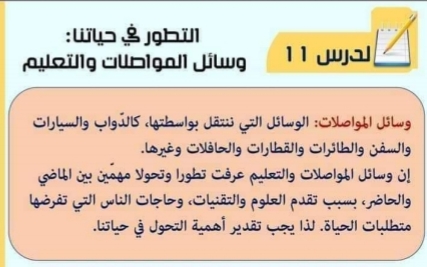 لدرس 11
التطور في حياتنا:
وسائل المواصلات والتعليم
وسائل المواصلات: الوسائل التي ننتقل بواسطتها، كالدّواب والسيارات
والسفن والطائرات والقطارات والحافلات وغيرها.
إن وسائل المواصلات والتعليم عرفت تطورا وتحولا مهمّين بين الماضي
والحاضر، بسبب تقدم العلوم والتقنيات، وحاجات الناس التي تفرضها
متطلبات الحياة. لذا يجب تقدير أهمية التحول في حياتنا.